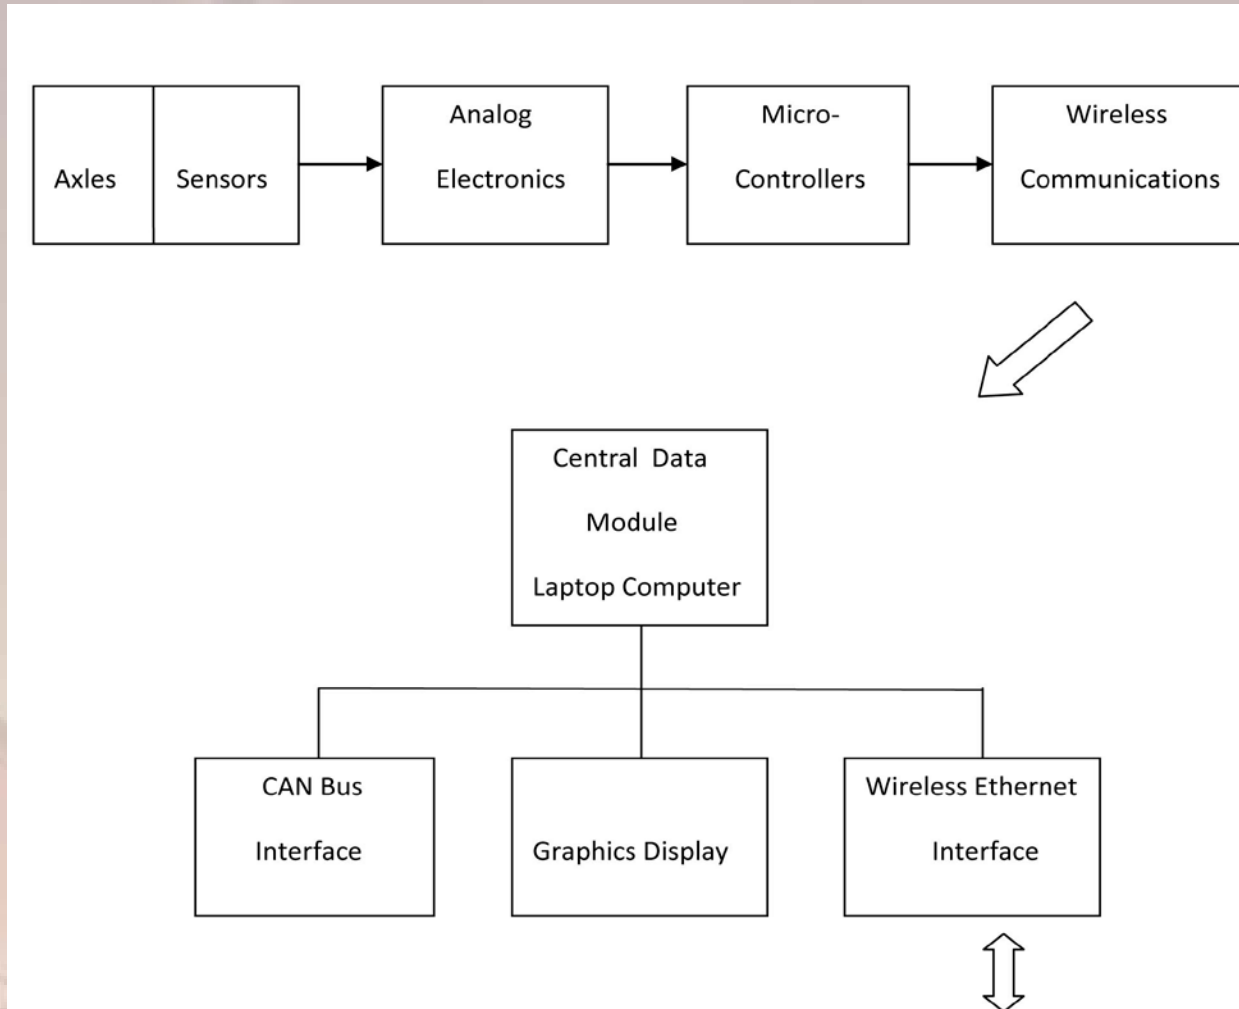 Axles
Sensors
Analog
Electronics
Micro-
Controllers
Wireless
Communications
Central Data
Module
Laptop Computer
CAN Bus
Interface
Graphics Display
Wireless Ethernet
Interface